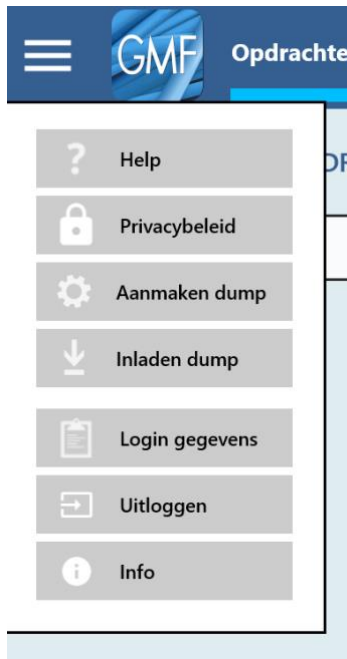 GMF
Opdrachte
Help
Privacybeleid
Aanmaken dump
Inladen dump
Login gegevens
Uitloggen
Info